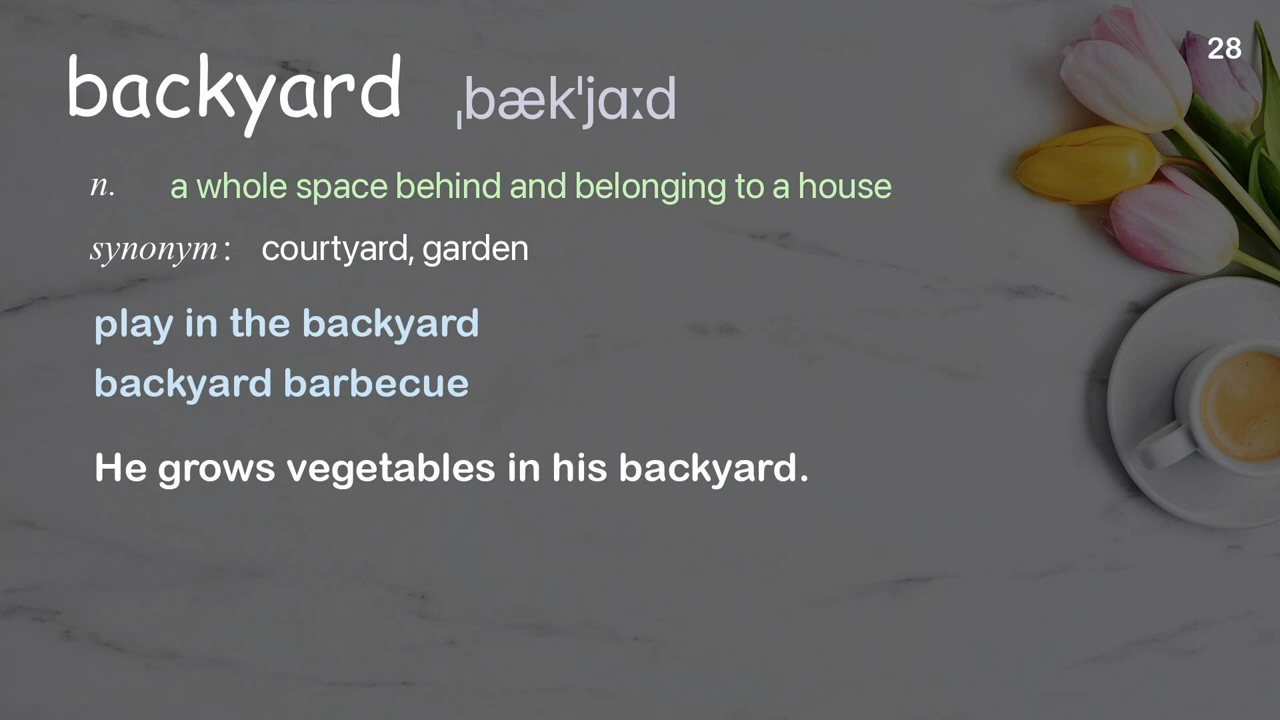 28
backyard ˌbækˈjɑːd
n. a whole space behind and belonging to a house
synonym: courtyard, garden
play in the backyard
backyard barbecue
He grows vegetables in his backyard.